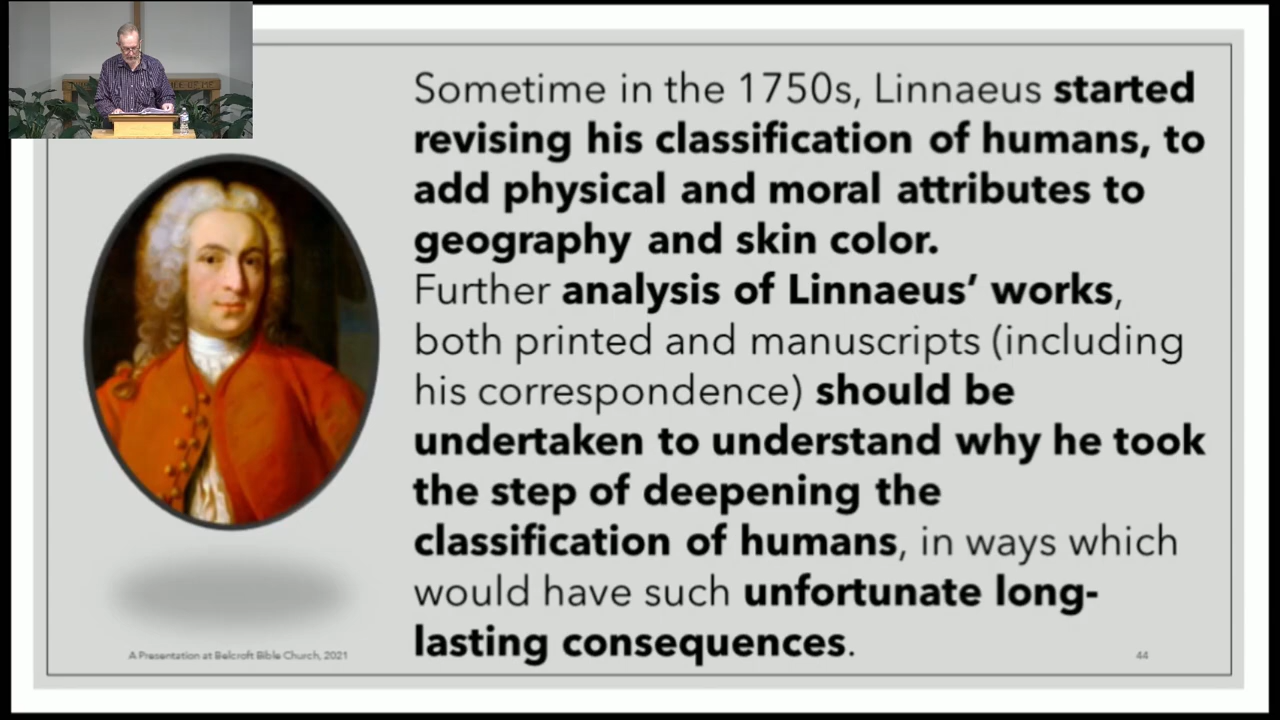 Sometime in the 1750s, Linnaeus started
revising his classification of humans, to
add physical and moral attributes to
geography and skin color.
Further analysis of Linnaeus’ works,
both printed and manuscripts (including
his correspondence) should be
undertaken to understand why he took
the step of deepening the
classification of humans, in ways which
would have such unfortunate long-
lasting consequences.
A Presentation at Belcroft Bible Church, 2021
44